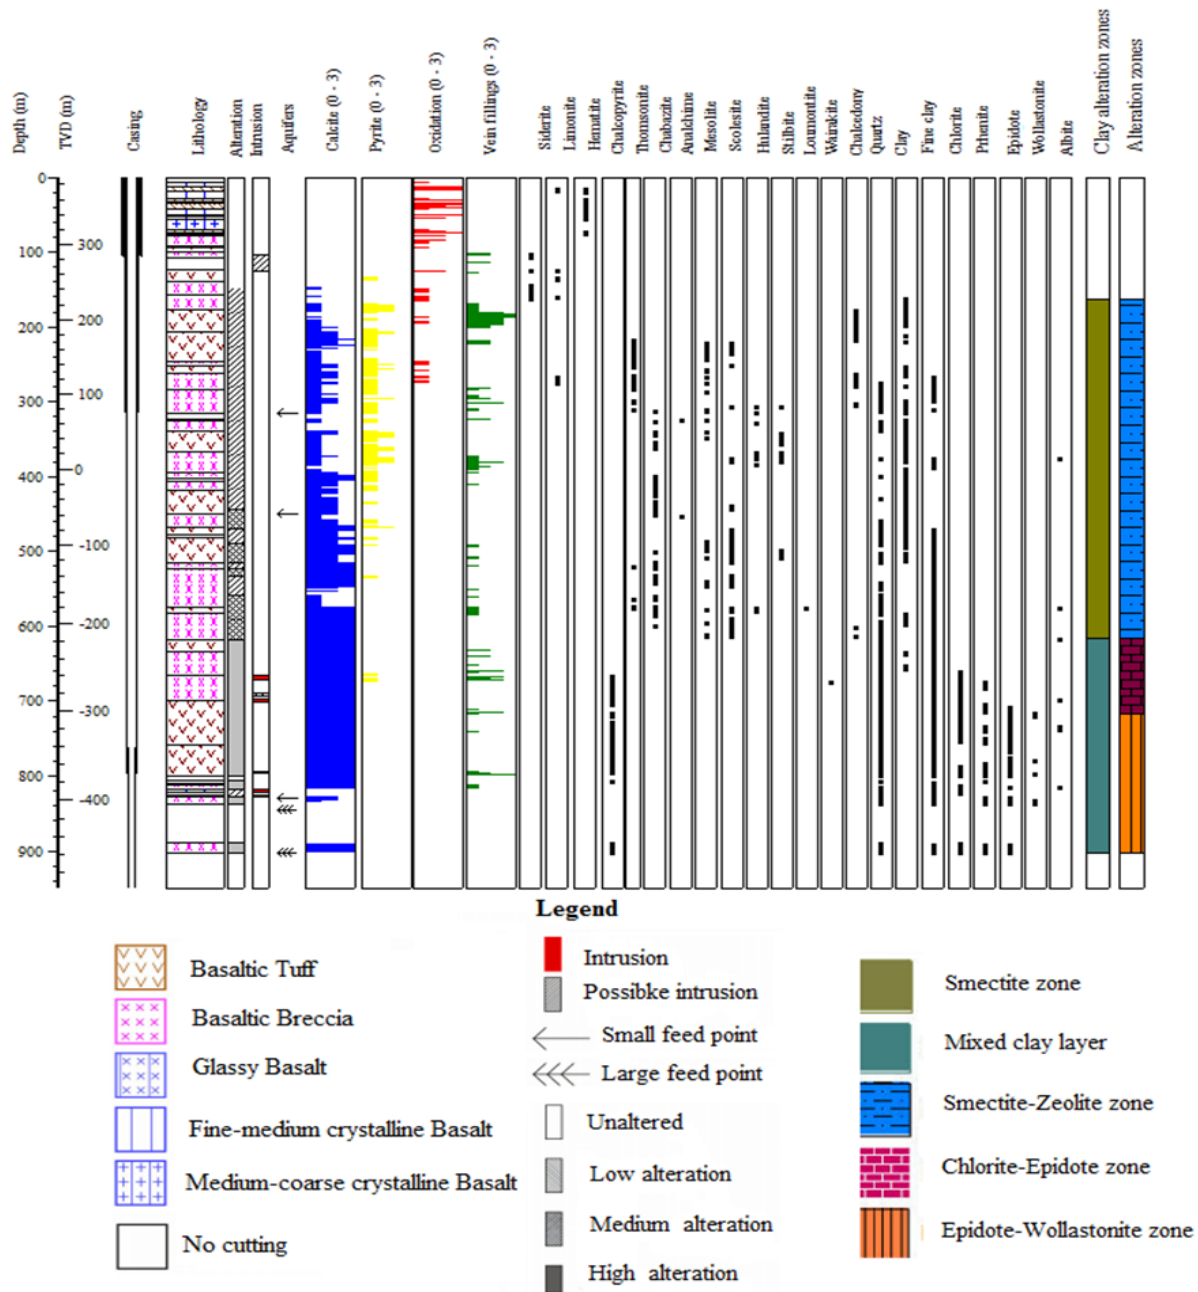 Depth (m)
TVD (m)
Casing
Lithology
Alteration
Intrusion
Aquifers
Calcite (0 - 3)
Pyrite (0 - 3)
Oxidation (0 - 3)
Vein fillings (0 - 3)
Siderite
Limonite
Hematite
Chalcopyrite
Thomsonite
Chabazite
Analchime
Mesolite
Scolesite
Hulandite
Stilbite
Loumontite
Wairakite
Chalcedony
Quartz
Clay
Fine clay
Chlorite
Prhenite
Epidote
Wollastonite
Albite
Clay alteration zones
Alteration zones
0
100
200
300
400
500
600
700
800
900
300
200
100
0
-100
-200
-300
-400
Legend
Basaltic Tuff
Basaltic Breccia
Glassy Basalt
Fine-medium crystalline Basalt
Medium-coarse crystalline Basalt
No cutting
Intrusion
Possibke intrusion
Small feed point
Large feed point
Unaltered
Low alteration
Medium alteration
High alteration
Smectite zone
Mixed clay layer
Smectite-Zeolite zone
Chlorite-Epidote zone
Epidote-Wollastonite zone